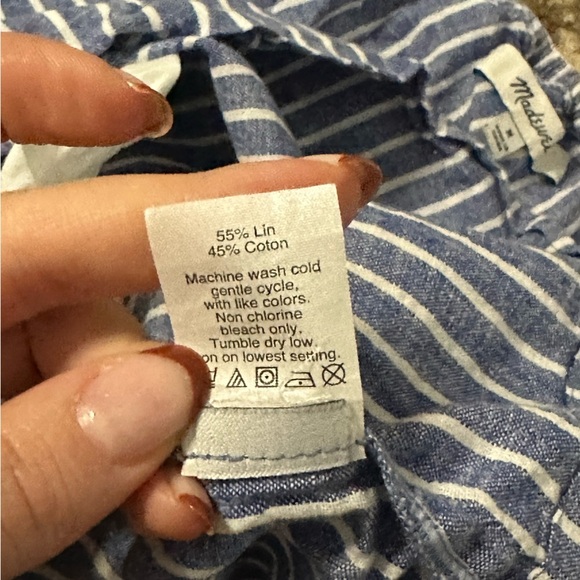 Madewe
M
55% Lin
45% Coton
Machine wash cold
gentle cycle,
with like colors.
Non chlorine
bleach only.
Tumble dry low,
on on lowest setting.